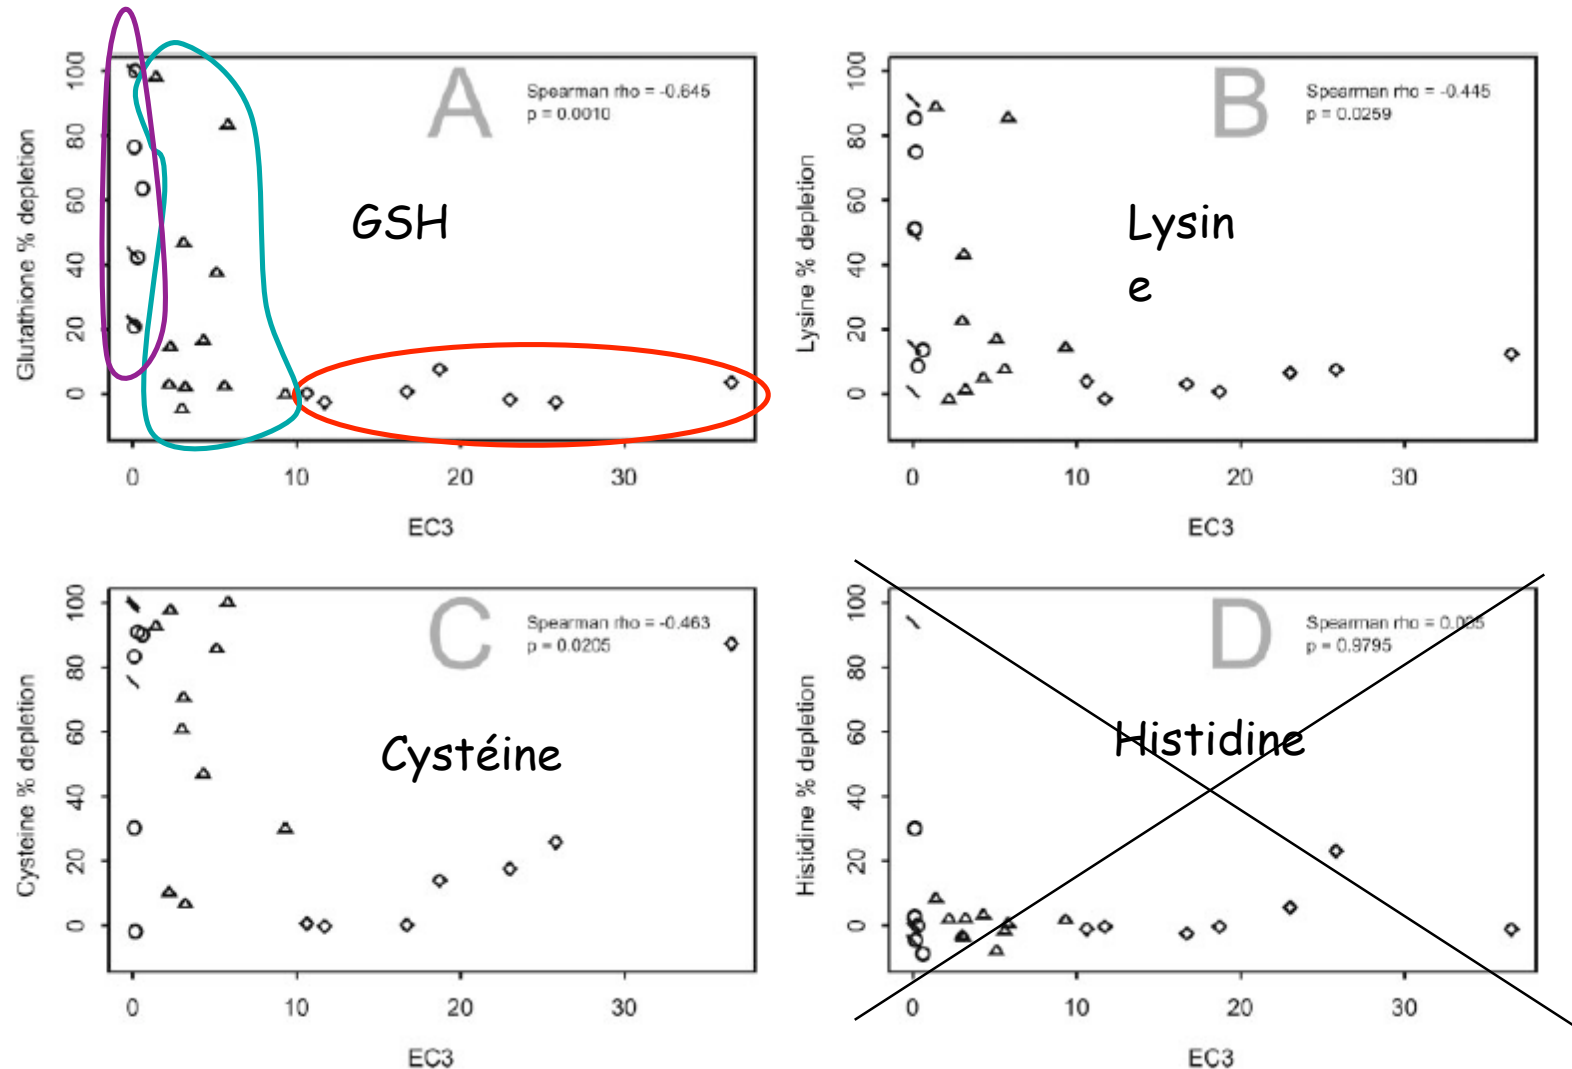 A
Spearman rho = -0.645
p = 0.0010
GSH
Glutathione % depletion
100
80
60
40
20
0
0 10 20 30
EC3
B
Spearman rho = -0.445
p = 0.0259
Lysin
e
Lysine % depletion
100
80
60
40
20
0
0 10 20 30
EC3
C
Spearman rho = -0.463
p = 0.0205
Cystéine
Cysteine % depletion
100
80
60
40
20
0
0 10 20 30
EC3
D
Spearman rho =
p = 0.9795
Histidine
Histidine % depletion
100
80
60
40
20
0
0 10 20 30
EC3